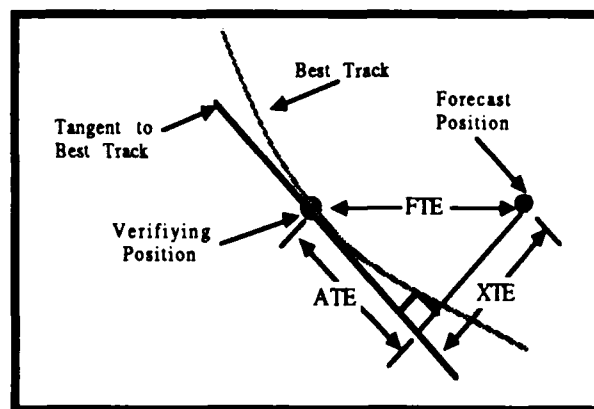 Best Track
Forecast
Position
Tangent to
Best Track
FTE
Verifiying
Position
ATE
XTE